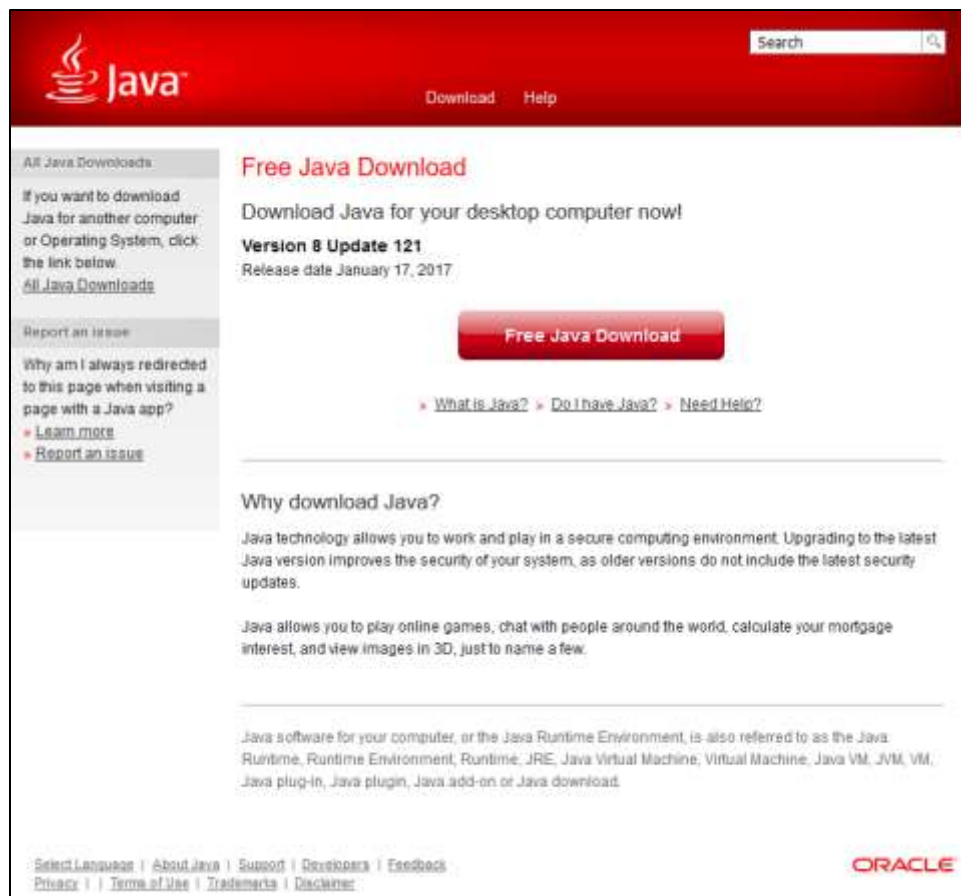 Java™
Search
Download Help
All Java Downloads
If you want to download
Java for another computer
or Operating System, click
the link below.
All Java Downloads
Report an issue
Why am I always redirected
to this page when visiting a
page with a Java app?
» Learn more
» Report an issue
Free Java Download
Download Java for your desktop computer now!
Version 8 Update 121
Release date January 17, 2017
Free Java Download
» What is Java? » Do I have Java? » Need Help?
Why download Java?
Java technology allows you to work and play in a secure computing environment. Upgrading to the latest
Java version improves the security of your system, as older versions do not include the latest security
updates.
Java allows you to play online games, chat with people around the world, calculate your mortgage
interest, and view images in 3D, just to name a few.
Java software for your computer, or the Java Runtime Environment, is also referred to as the Java
Runtime, Runtime Environment, Runtime, JRE, Java Virtual Machine, Virtual Machine, Java VM, JVM, VM,
Java plug-in, Java plugin, Java add-on or Java download.
Select Language | About Java | Support | Developers | Feedback
Privacy | | Terms of Use | Trademarks | Disclaimer
ORACLE